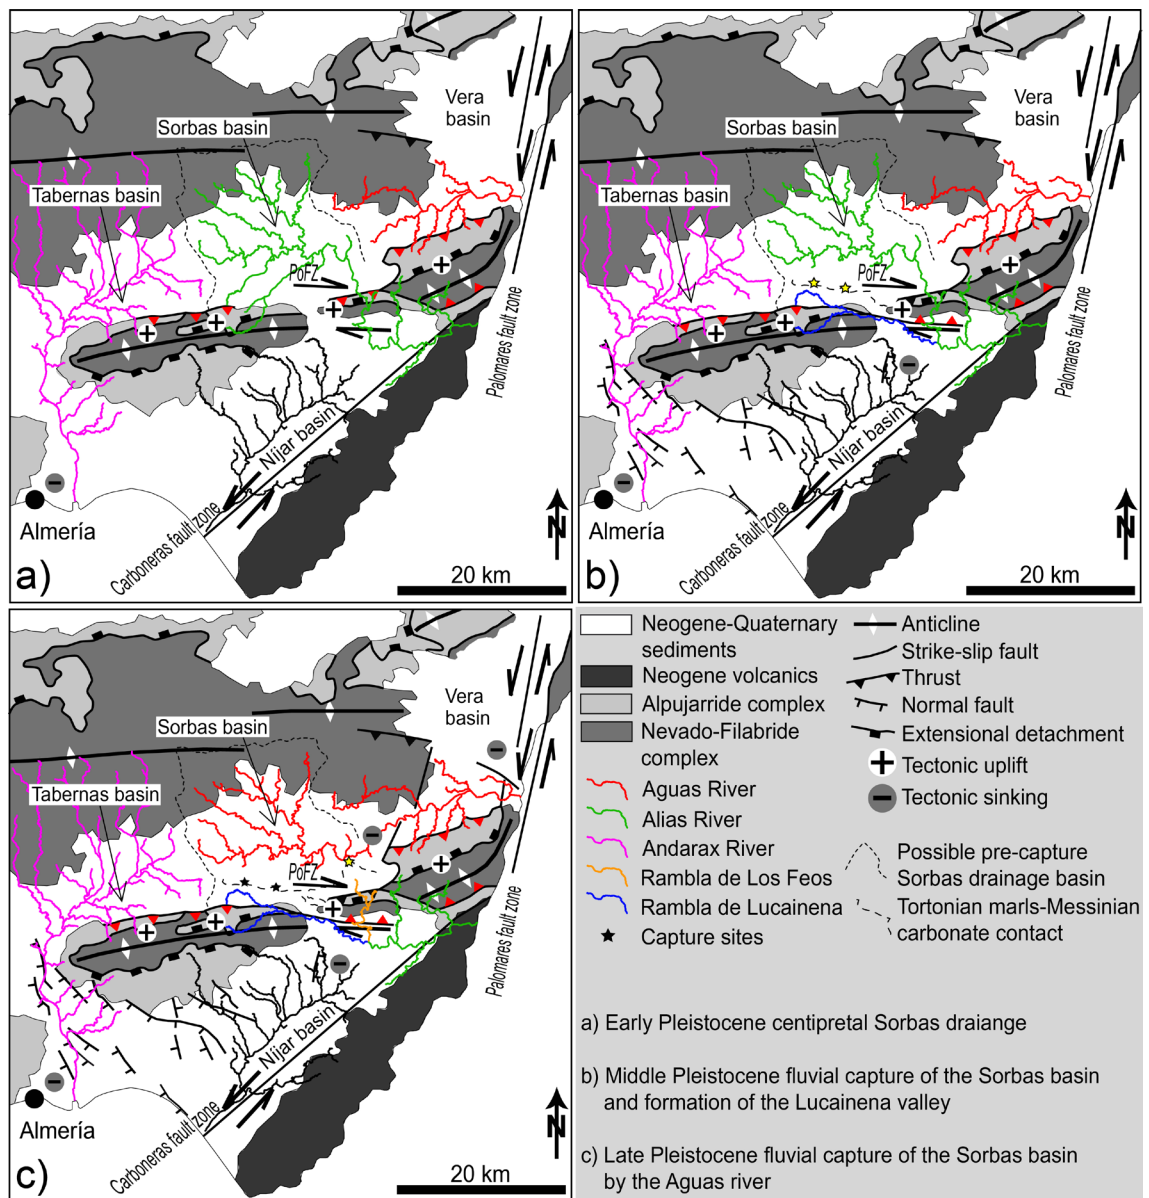 Vera
basin
Sorbas basin
Tabernas basin
PoFZ
Palomares fault zone
Níjar basin
Carboneras fault zone
Almería
N
a)
20 km
Vera
basin
Sorbas basin
Tabernas basin
PoFZ
Palomares fault zone
Níjar basin
Carboneras fault zone
Almería
N
b)
20 km
Vera
basin
Sorbas basin
Tabernas basin
PoFZ
Palomares fault zone
Níjar basin
Carboneras fault zone
Almería
N
c)
20 km
Neogene-Quaternary
sediments
Neogene volcanics
Alpujarride complex
Nevado-Filabride
complex
Aguas River
Alias River
Andarax River
Rambla de Los Feos
Rambla de Lucainena
Capture sites
Anticline
Strike-slip fault
Thrust
Normal fault
Extensional detachment
Tectonic uplift
Tectonic sinking
Possible pre-capture
Sorbas drainage basin
Tortonian marls-Messinian
carbonate contact
a) Early Pleistocene centipretal Sorbas draiange
b) Middle Pleistocene fluvial capture of the Sorbas basin
and formation of the Lucainena valley
c) Late Pleistocene fluvial capture of the Sorbas basin
by the Aguas river